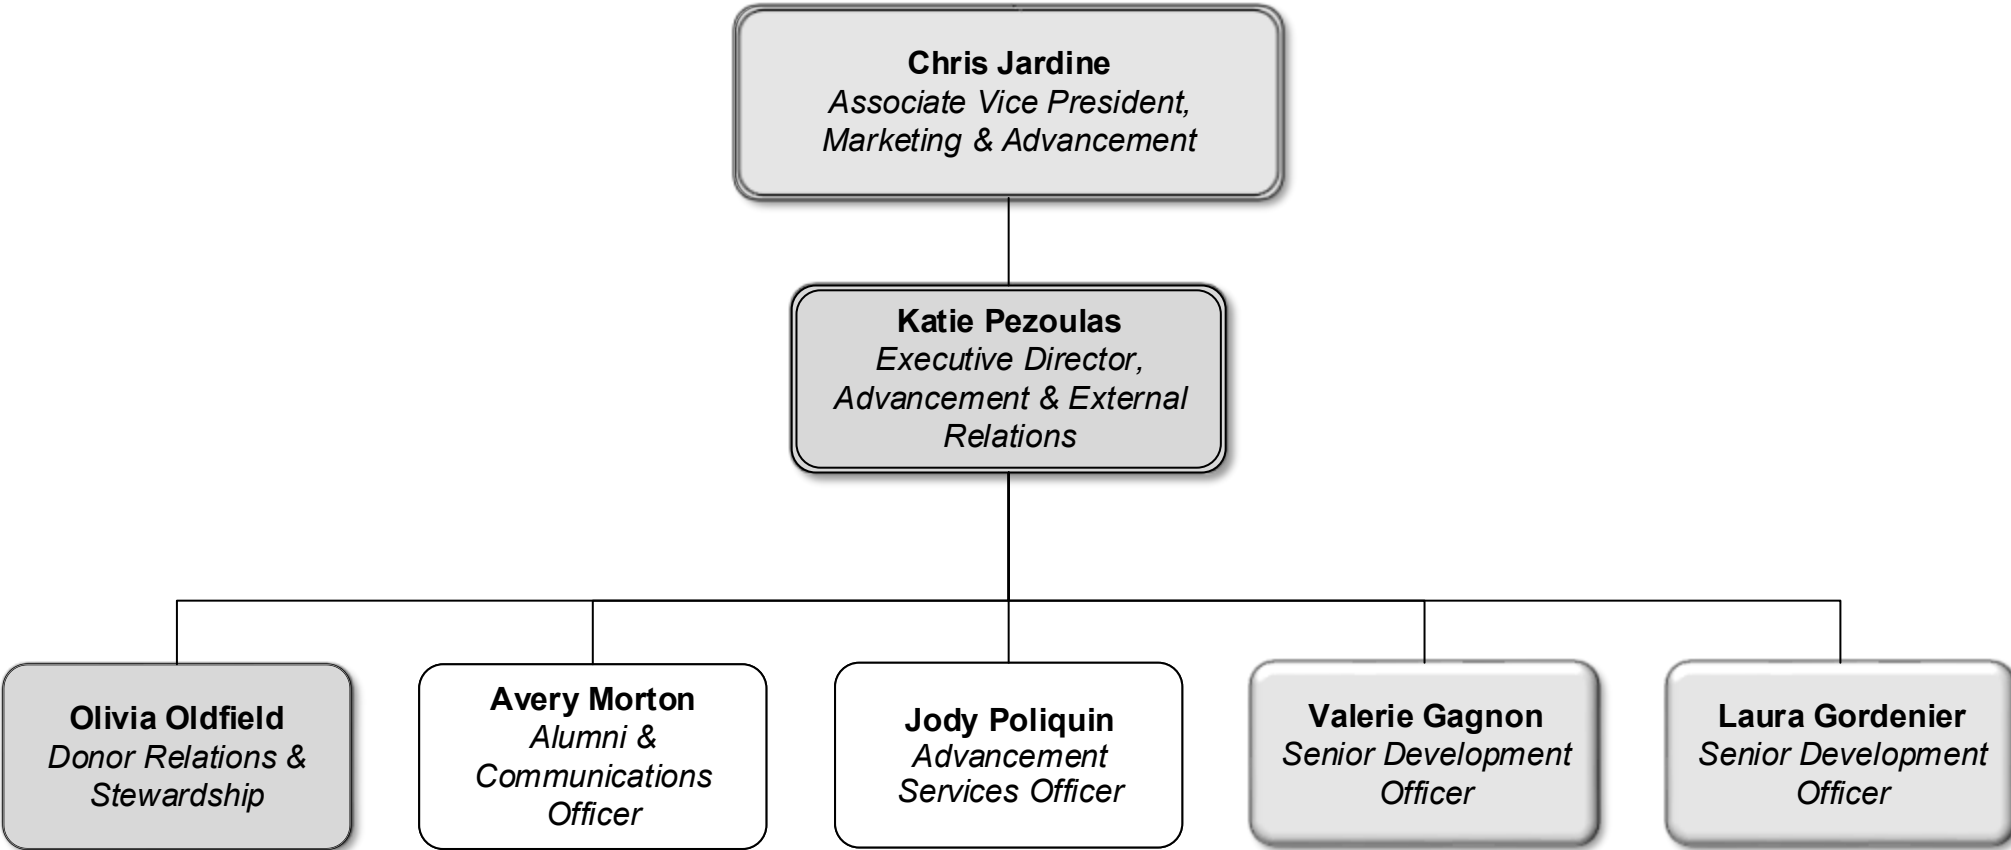 Chris Jardine
Associate Vice President,
Marketing & Advancement
Katie Pezoulas
Executive Director,
Advancement & External
Relations
Olivia Oldfield
Donor Relations &
Stewardship
Avery Morton
Alumni &
Communications
Officer
Jody Poliquin
Advancement
Services Officer
Valerie Gagnon
Senior Development
Officer
Laura Gordenier
Senior Development
Officer